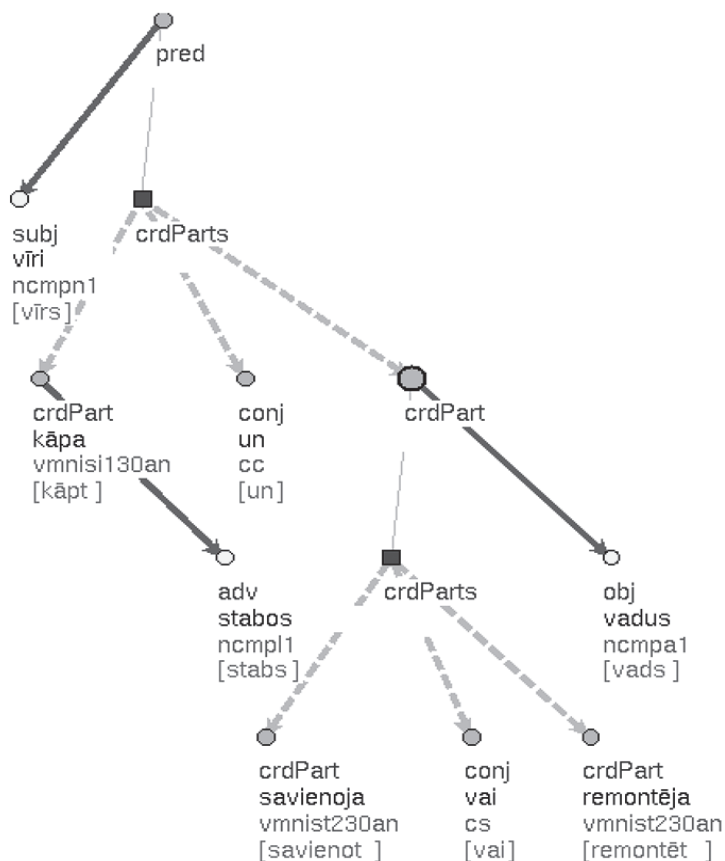 pred
subj
vīri
ncmpn1
[vīrs]
crdParts
crdPart
kāpa
vmnisi130an
[kāpt ]
conj
un
cc
[un]
crdPart
adv
stabos
ncmpl1
[stabs ]
crdParts
obj
vadus
ncmpa1
[vads ]
crdPart
savienoja
vmnist230an
[savienot ]
conj
vai
cs
[vai]
crdPart
remontēja
vmnist230an
[remontēt ]